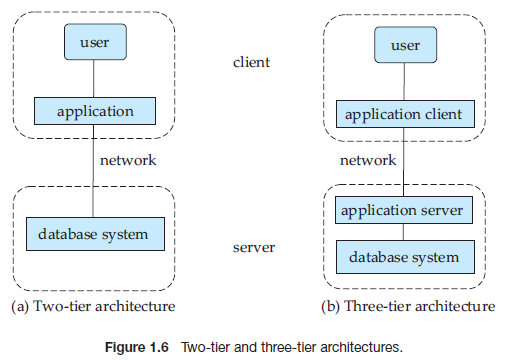 user
application
network
database system
(a) Two-tier architecture
client
server
user
application client
network
application server
database system
(b) Three-tier architecture
Figure 1.6 Two-tier and three-tier architectures.